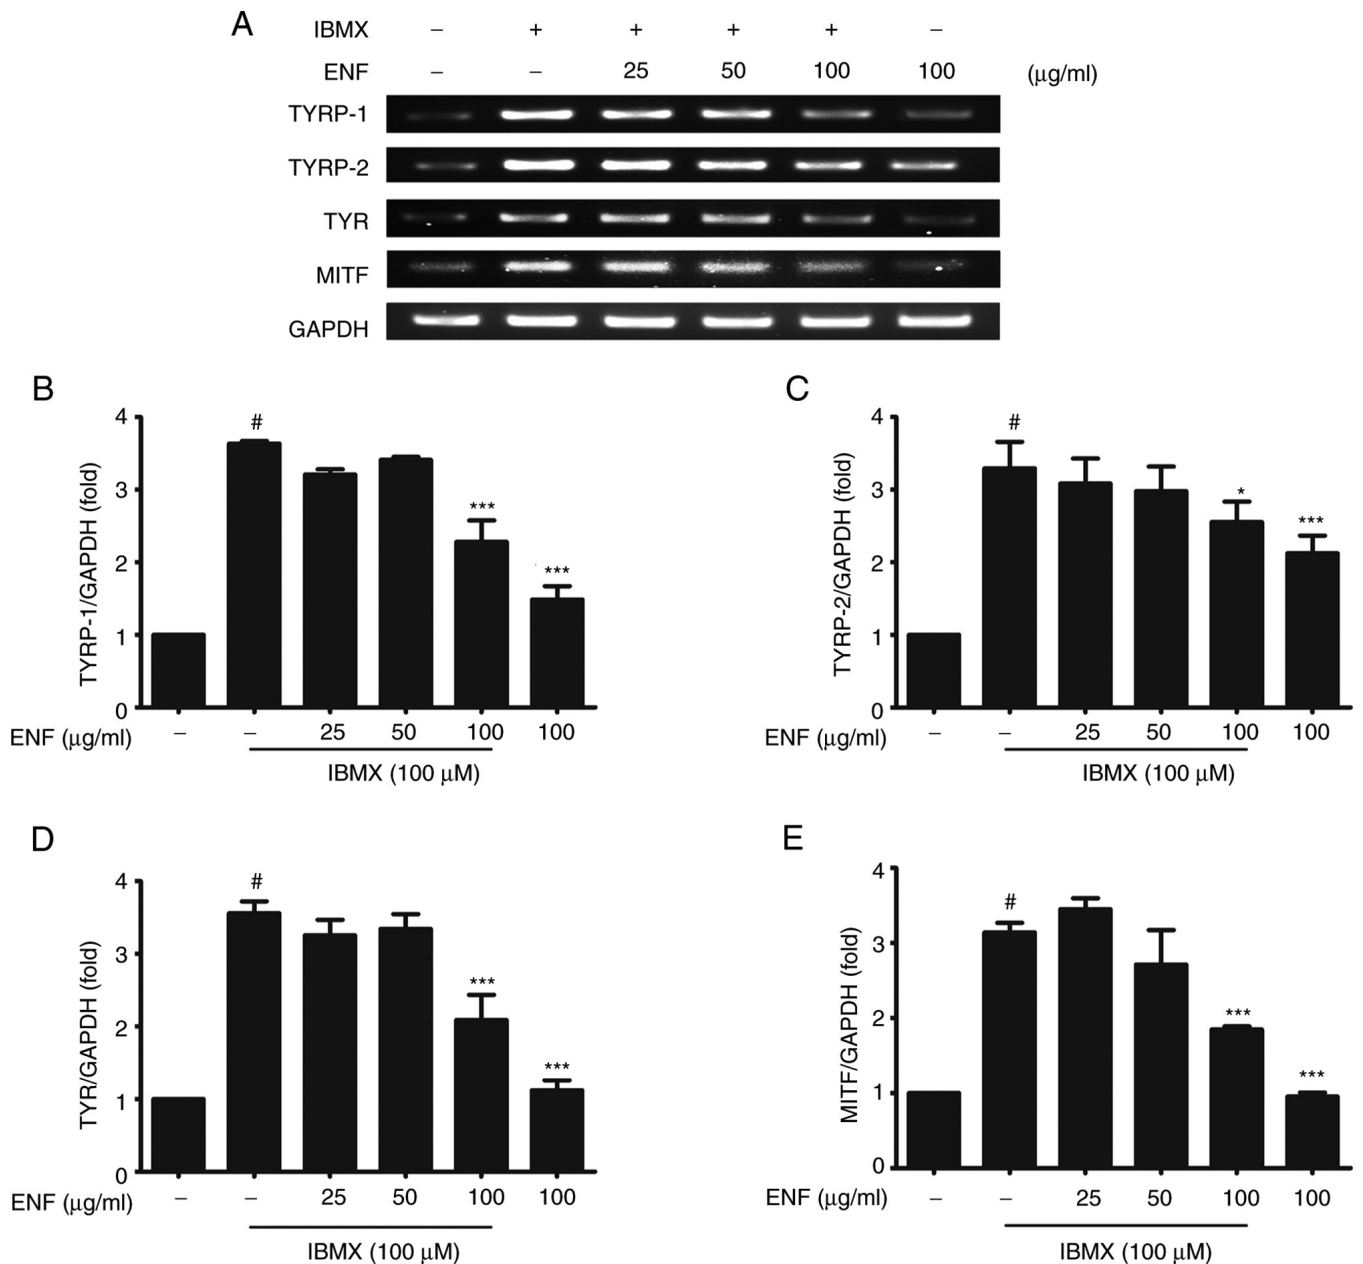 A
IBMX – + + + + –
ENF – – 25 50 100 100 (μg/ml)
TYRP-1
TYRP-2
TYR
MITF
GAPDH
B
TYRP-1/GAPDH (fold)
4
3
2
1
0
#
***
***
ENF (μg/ml) – – 25 50 100 100
IBMX (100 μM)
C
TYRP-2/GAPDH (fold)
4
3
2
1
0
#
*
***
ENF (μg/ml) – – 25 50 100 100
IBMX (100 μM)
D
TYR/GAPDH (fold)
4
3
2
1
0
#
***
***
ENF (μg/ml) – – 25 50 100 100
IBMX (100 μM)
E
MITF/GAPDH (fold)
4
3
2
1
0
#
***
***
ENF (μg/ml) – – 25 50 100 100
IBMX (100 μM)